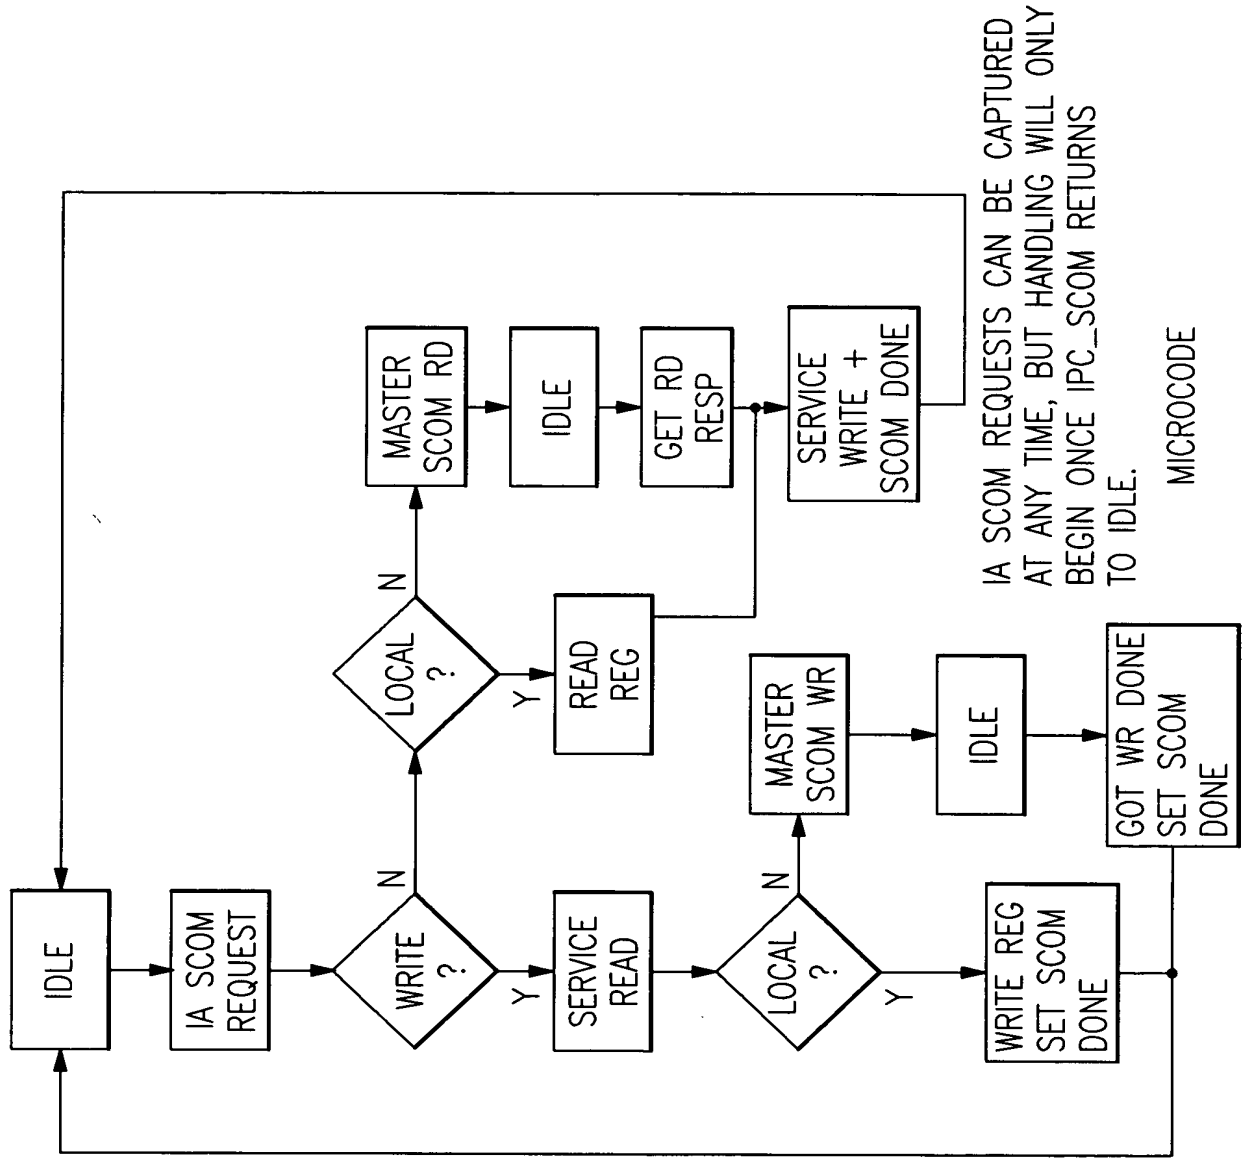 IDLE
IA SCOM
REQUEST
WRITE
?
N
Y
LOCAL
?
N
Y
MASTER
SCOM RD
IDLE
GET RD
RESP
READ
REG
SERVICE
WRITE +
SCOM DONE
SERVICE
READ
LOCAL
?
N
Y
MASTER
SCOM WR
IDLE
GOT WR DONE
SET SCOM
DONE
WRITE REG
SET SCOM
DONE
IA SCOM REQUESTS CAN BE CAPTURED
AT ANY TIME, BUT HANDLING WILL ONLY
BEGIN ONCE IPC_SCOM RETURNS
TO IDLE.
MICROCODE